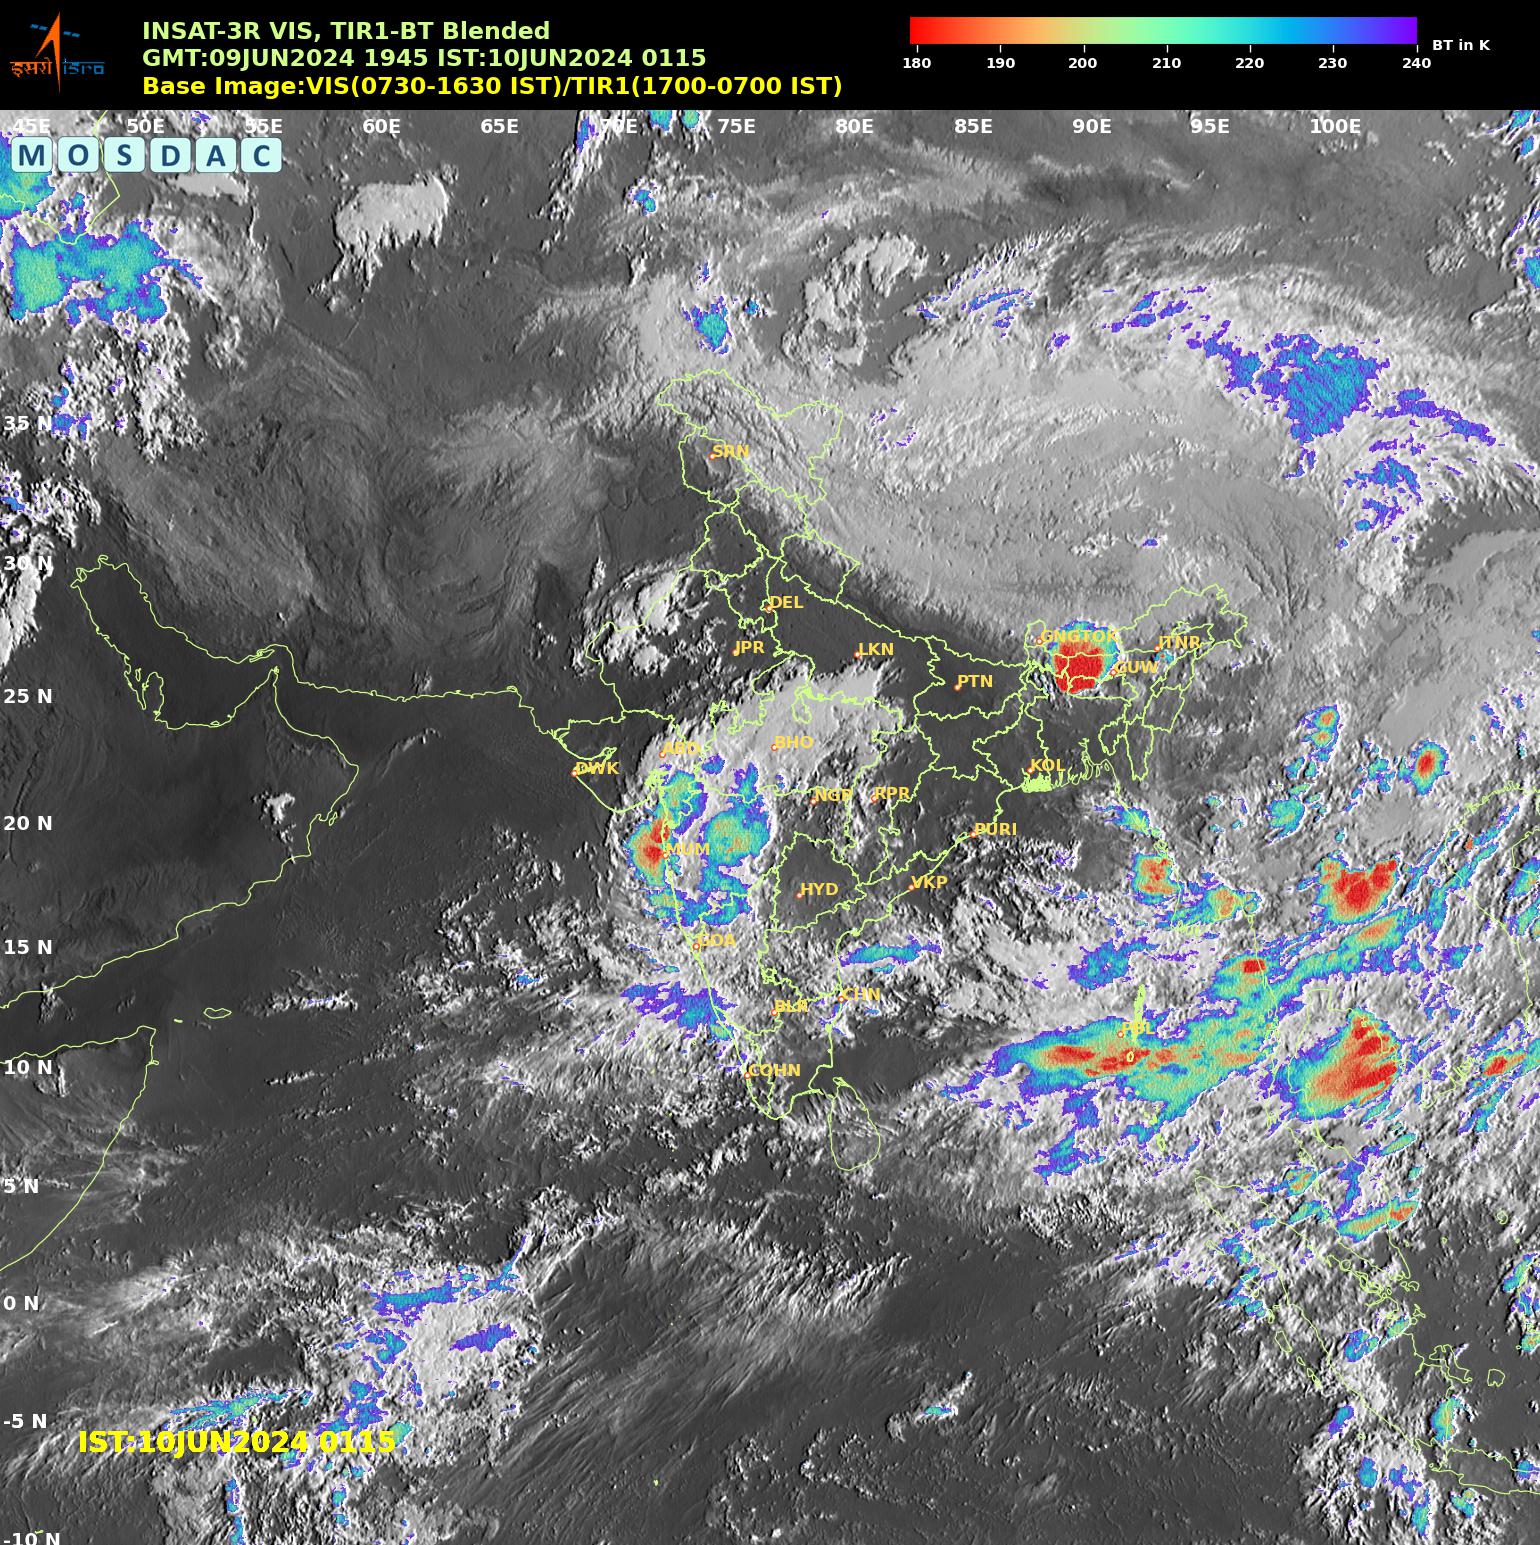 INSAT-3R VIS, TIR1-BT Blended
GMT:09JUN2024 1945 IST:10JUN2024 0115
Base Image:VIS(0730-1630 IST)/TIR1(1700-0700 IST)
इसरो isro
BT in K
180 190 200 210 220 230 240
45E 50E 55E 60E 65E 70E 75E 80E 85E 90E 95E 100E
M O S D A C
35 N
SRN
30 N
DEL
GNGTOK
JTNR
JPR
LKN
GUW
PTN
25 N
ABD
BHO
DWK
KOL
NGP
RPR
20 N
PURI
MUM
VKP
HYD
GOA
15 N
CHN
BLR
PBL
10 N
COHN
5 N
0 N
-5 N
IST:10JUN2024 0115
-10 N